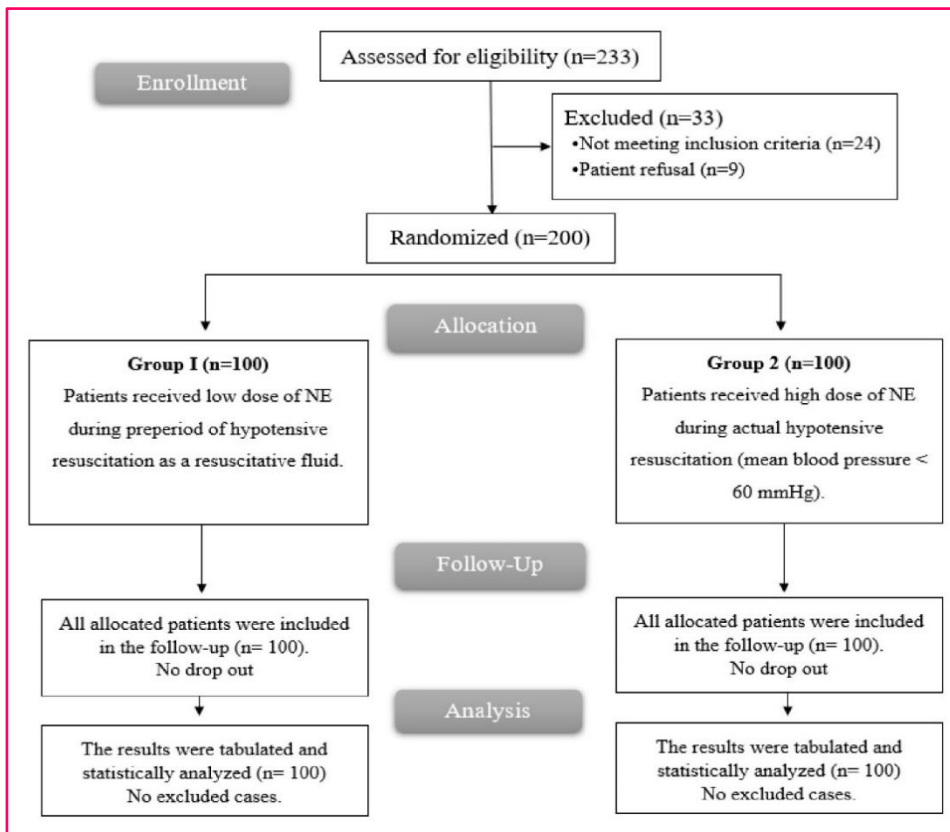 Assessed for eligibility (n=233)
Enrollment
Excluded (n=33)
•Not meeting inclusion criteria (n=24)
•Patient refusal (n=9)
Randomized (n=200)
Allocation
Group I (n=100)
Patients received low dose of NE
during preperiod of hypotensive
resuscitation as a resuscitative fluid.
Group 2 (n=100)
Patients received high dose of NE
during actual hypotensive
resuscitation (mean blood pressure <
60 mmHg).
Follow-Up
All allocated patients were included
in the follow-up (n= 100).
No drop out
All allocated patients were included
in the follow-up (n= 100).
No drop out
Analysis
The results were tabulated and
statistically analyzed (n= 100)
No excluded cases.
The results were tabulated and
statistically analyzed (n= 100)
No excluded cases.